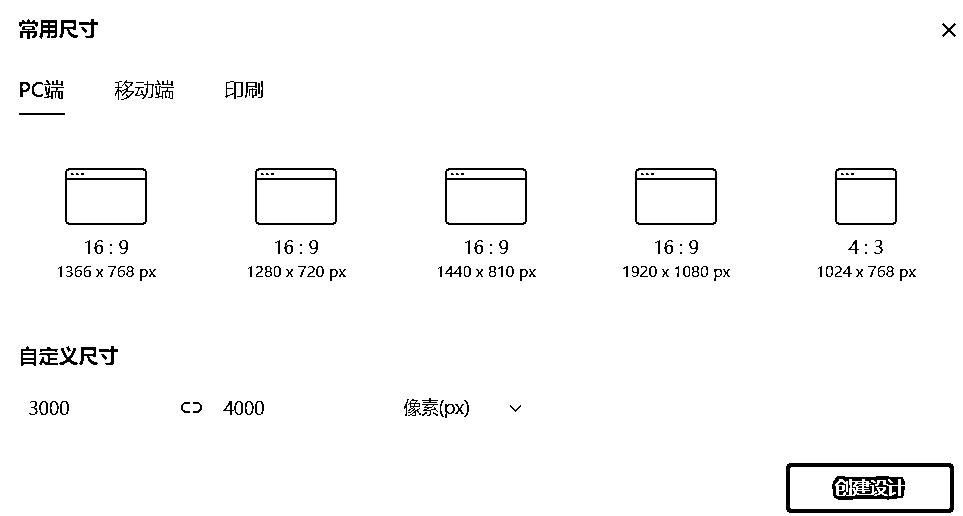 常用尺寸
PC端 移动端 印刷
16 : 9 16 : 9 16 : 9 16 : 9 4 : 3
1366 x 768 px 1280 x 720 px 1440 x 810 px 1920 x 1080 px 1024 x 768 px
自定义尺寸
3000 4000 像素(px)
创建设计